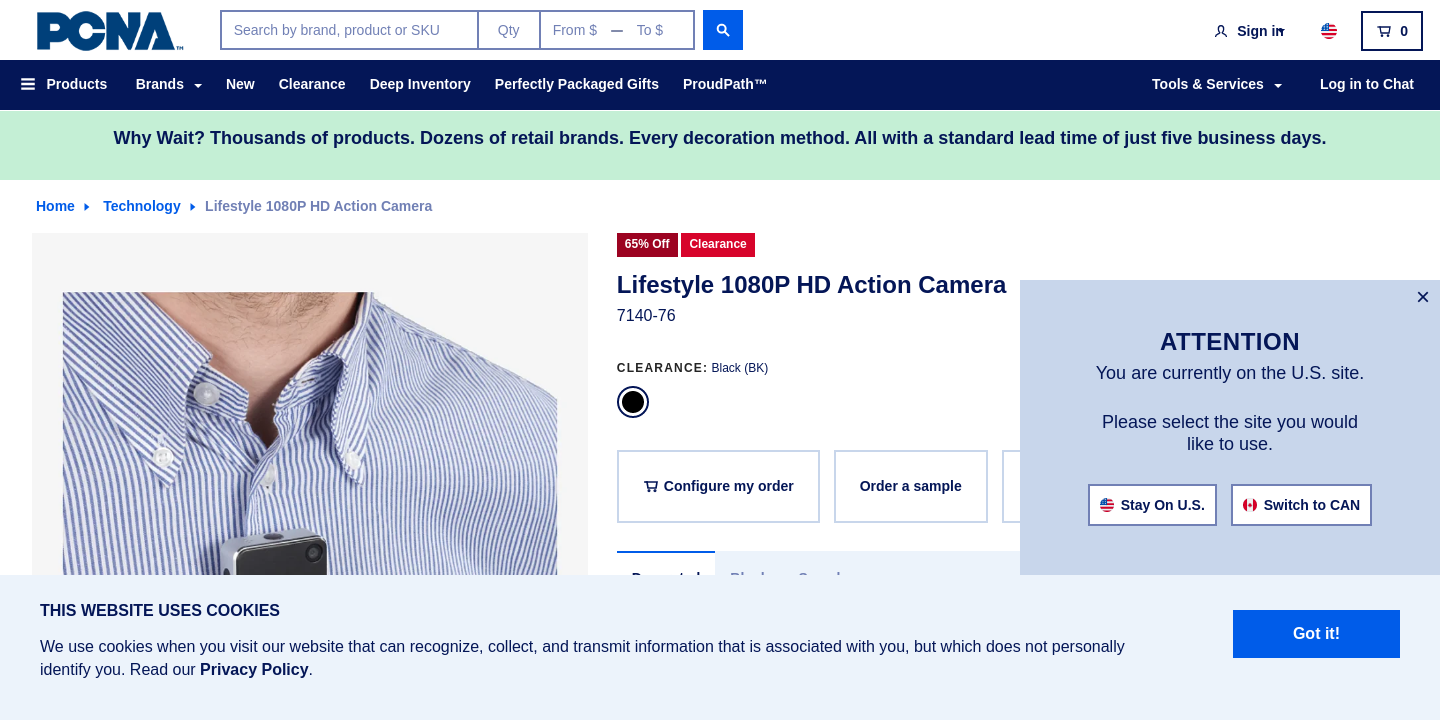 PCNA™
Search by brand, product or SKU
Qty
From $ — To $
Sign in
0
Products
Brands
New
Clearance
Deep Inventory
Perfectly Packaged Gifts
ProudPath™
Tools & Services
Log in to Chat
Why Wait? Thousands of products. Dozens of retail brands. Every decoration method. All with a standard lead time of just five business days.
Home
Technology
Lifestyle 1080P HD Action Camera
65% Off
Clearance
Lifestyle 1080P HD Action Camera
7140-76
CLEARANCE: Black (BK)
Configure my order
Order a sample
×
ATTENTION
You are currently on the U.S. site.
Please select the site you would
like to use.
Stay On U.S.
Switch to CAN
THIS WEBSITE USES COOKIES
We use cookies when you visit our website that can recognize, collect, and transmit information that is associated with you, but which does not personally
identify you. Read our Privacy Policy.
Got it!